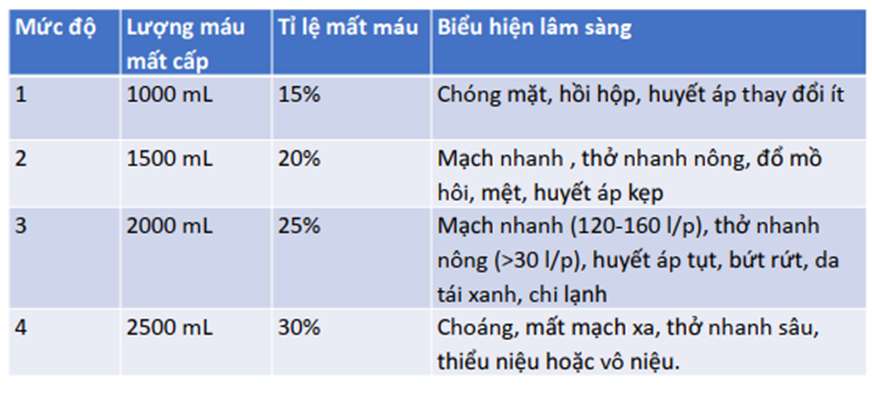 Mức độ Lượng máu Tỉ lệ mất máu Biểu hiện lâm sàng
mất cấp
1 1000 mL 15% Chóng mặt, hồi hộp, huyết áp thay đổi ít
2 1500 mL 20% Mạch nhanh , thở nhanh nông, đổ mồ
hôi, mệt, huyết áp kẹp
3 2000 mL 25% Mạch nhanh (120-160 l/p), thở nhanh
nông (>30 l/p), huyết áp tụt, bứt rứt, da
tái xanh, chi lạnh
4 2500 mL 30% Choáng, mất mạch xa, thở nhanh sâu,
thiểu niệu hoặc vô niệu.